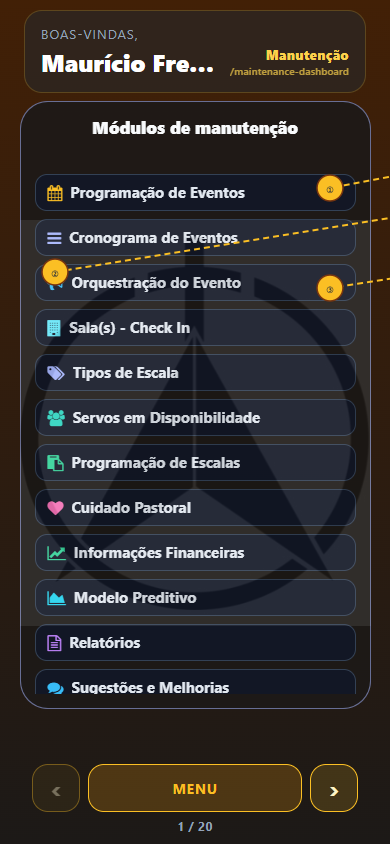 BOAS-VINDAS,
Maurício Fre...
Manutenção
/maintenance-dashboard
Módulos de manutenção
Programação de Eventos
①
Cronograma de Eventos
②
Orquestração do Evento
③
Sala(s) - Check In
Tipos de Escala
Servos em Disponibilidade
Programação de Escalas
Cuidado Pastoral
Informações Financeiras
Modelo Preditivo
Relatórios
Sugestões e Melhorias
‹
MENU
›
1 / 20